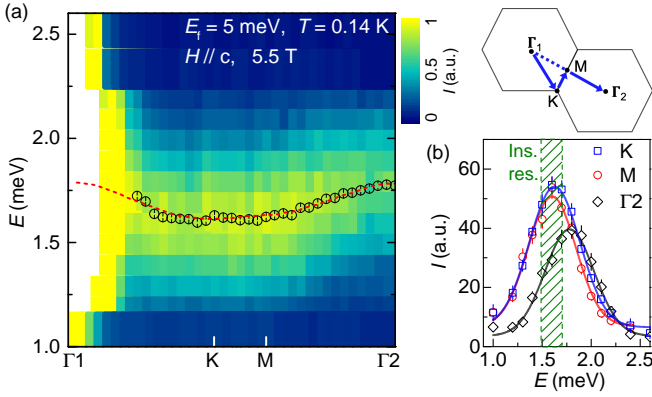 (a)
E_f = 5 meV, T = 0.14 K
H // c, 5.5 T
E (meV)
2.5
2.0
1.5
1.0
Γ1
K
M
Γ2
1
0.5
0
I (a.u.)
Γ1
M
K
Γ2
(b)
Ins.
res.
K
M
Γ2
I (a.u.)
60
40
20
0
1.0
1.5
2.0
2.5
E (meV)